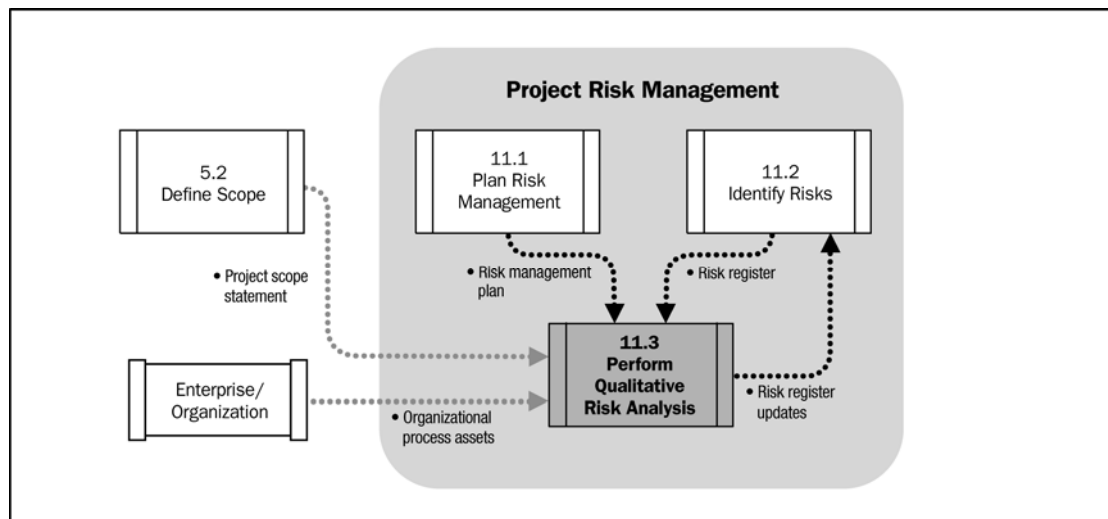 Project Risk Management
5.2
Define Scope
11.1
Plan Risk
Management
11.2
Identify Risks
• Project scope
statement
• Risk management
plan
• Risk register
11.3
Perform
Qualitative
Risk Analysis
Enterprise/
Organization
• Organizational
process assets
• Risk register
updates